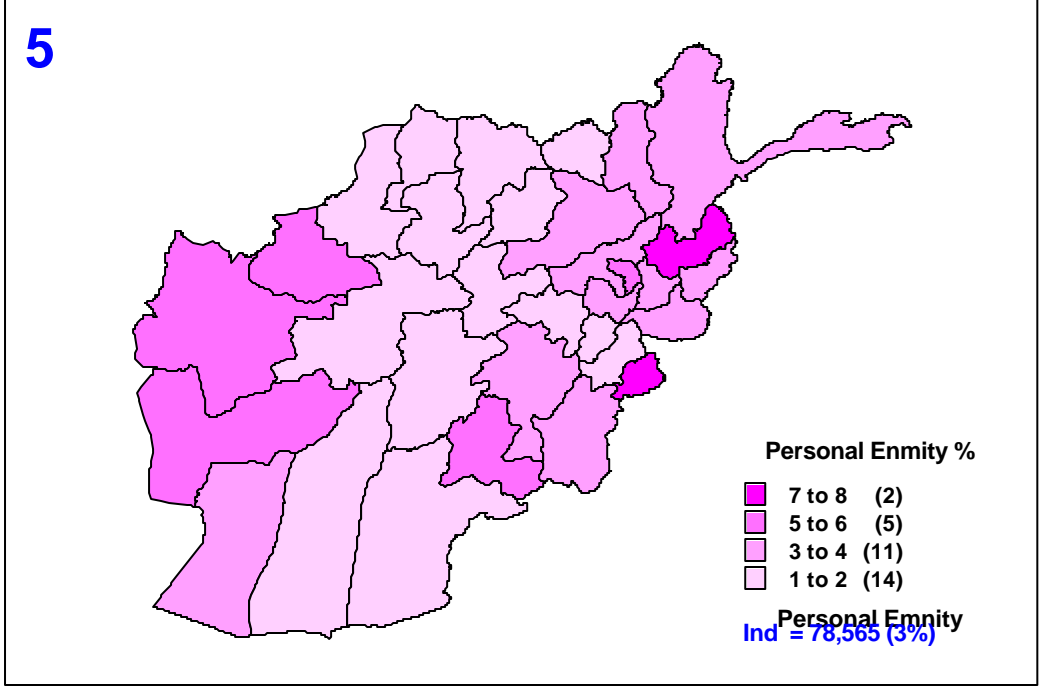 5
Personal Enmity %
7 to 8 (2)
5 to 6 (5)
3 to 4 (11)
1 to 2 (14)
Personal Emnity
Ind = 78,565 (3%)